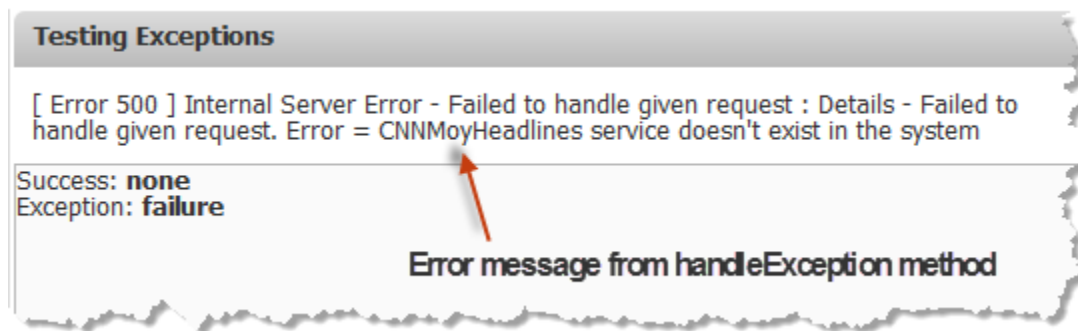 Testing Exceptions
[ Error 500 ] Internal Server Error - Failed to handle given request : Details - Failed to
handle given request. Error = CNNMoyHeadlines service doesn't exist in the system
Success: none
Exception: failure
Error message from handleException method